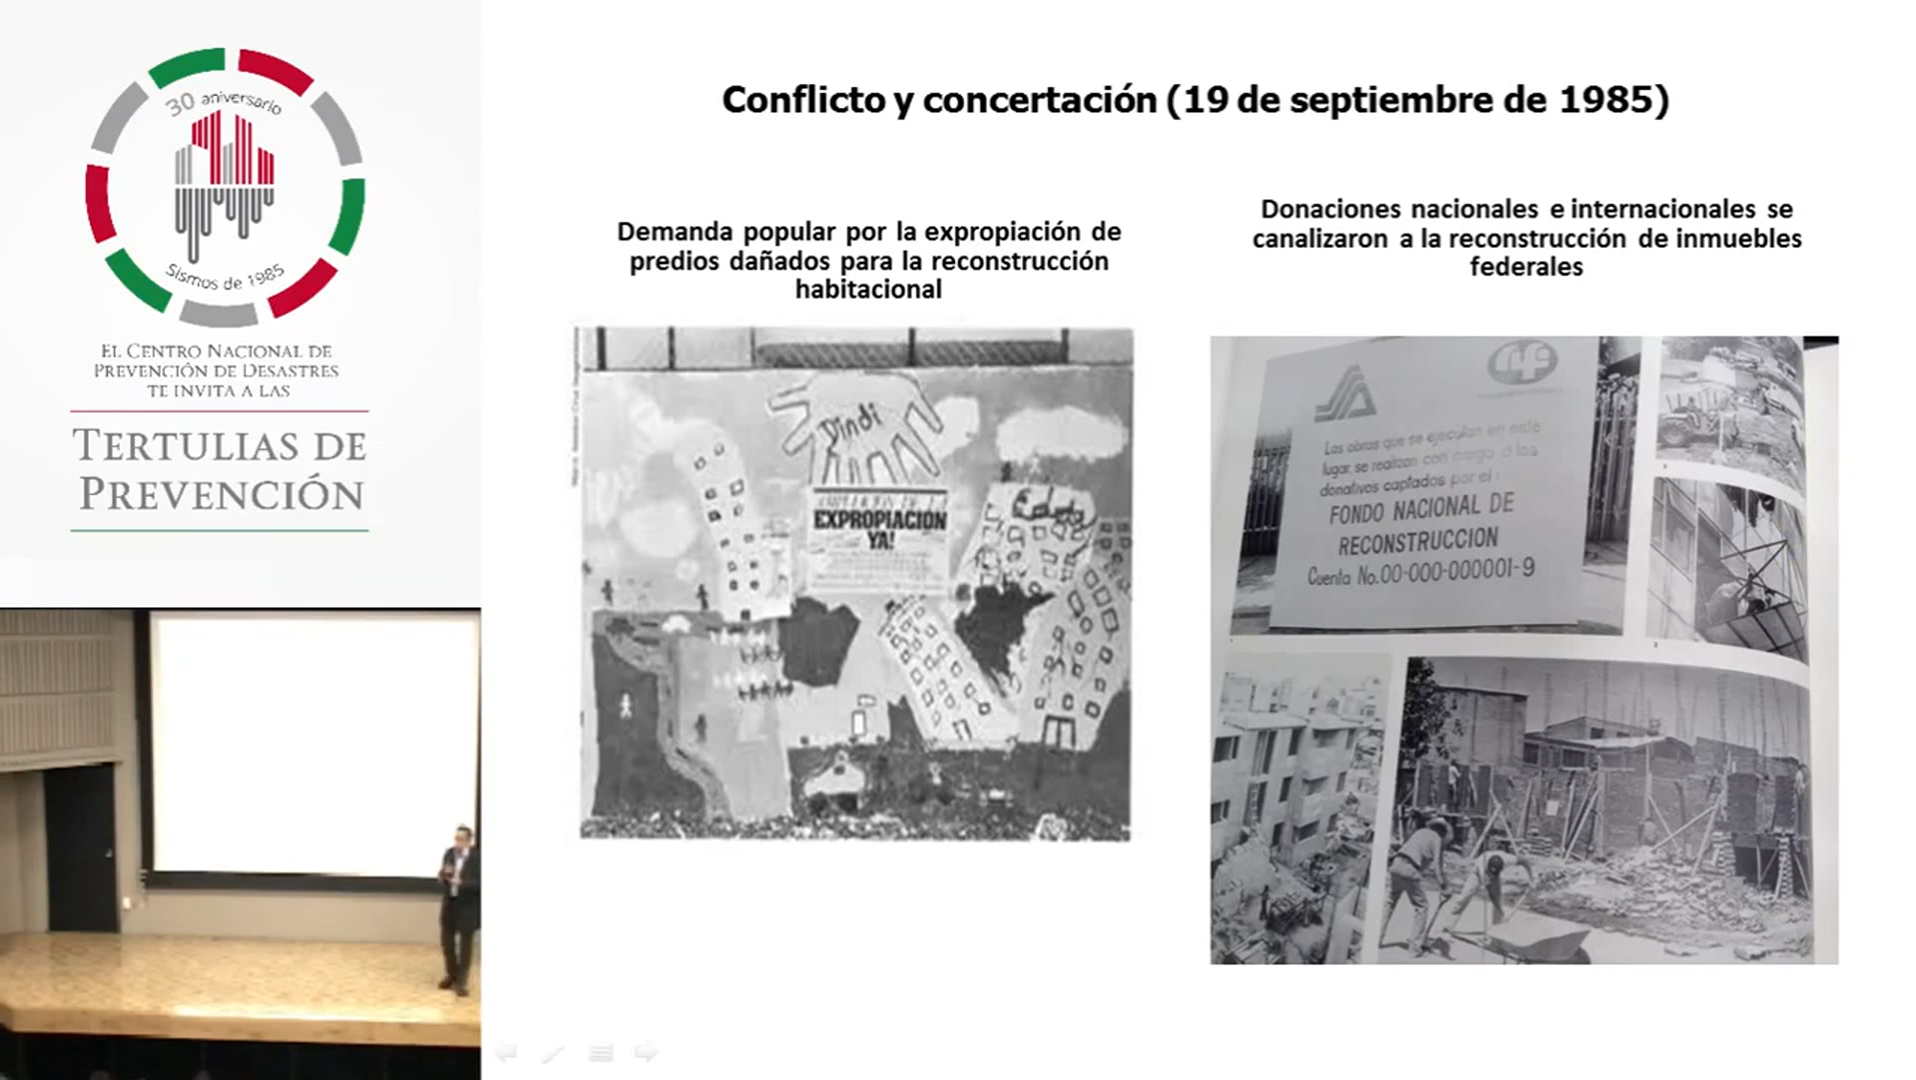 30 aniversario
Sismos de 1985
EL CENTRO NACIONAL DE
PREVENCIÓN DE DESASTRES
TE INVITA A LAS
TERTULIAS DE
PREVENCIÓN
Conflicto y concertación (19 de septiembre de 1985)
Demanda popular por la expropiación de
predios dañados para la reconstrucción
habitacional
Dindi
EXPROPIACIÓN
YA!
Donaciones nacionales e internacionales se
canalizaron a la reconstrucción de inmuebles
federales
Las obras que se ejecutan en este
lugar se realizan con cargo a los
donativos captados por el :
FONDO NACIONAL DE
RECONSTRUCCION
Cuenta No.00-000-000001-9